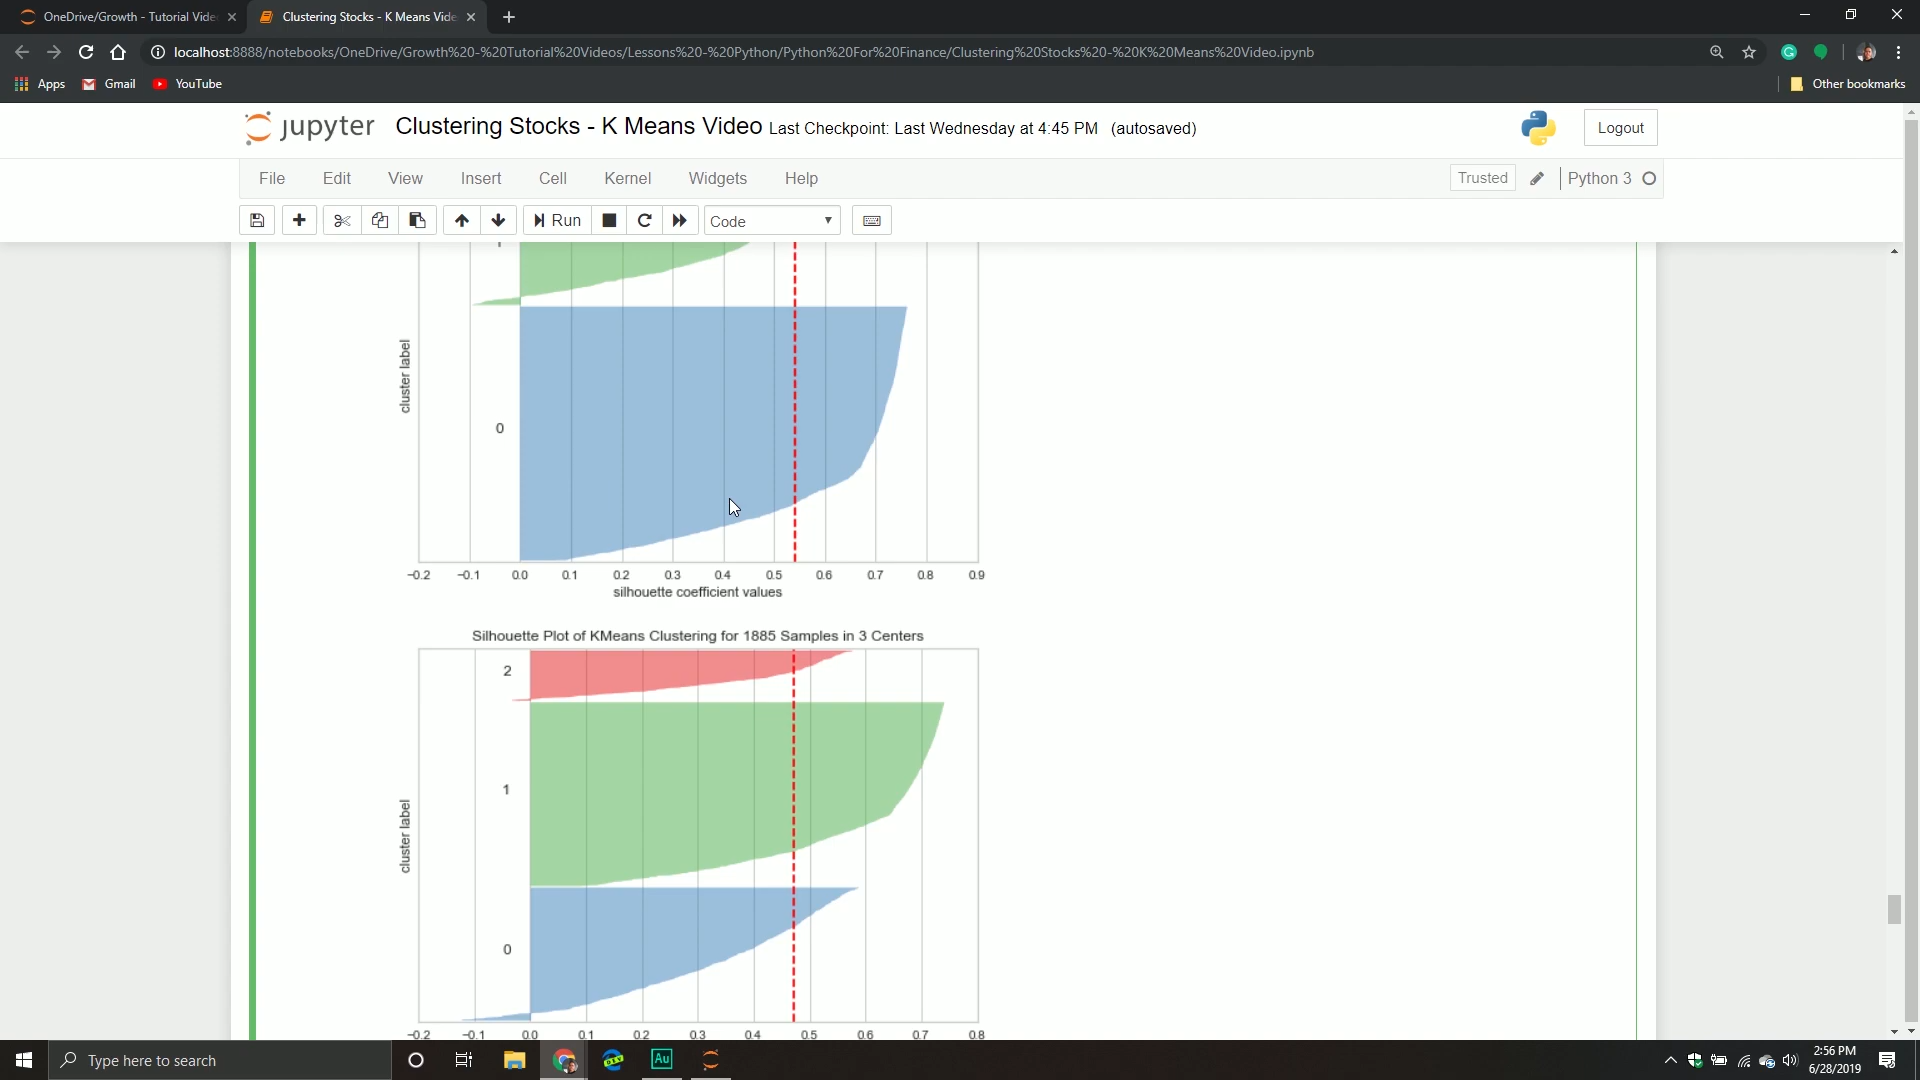 OneDrive/Growth - Tutorial Vide
Clustering Stocks - K Means Vide
localhost:8888/notebooks/OneDrive/Growth%20-%20Tutorial%20Videos/Lessons%20-%20Python/Python%20For%20Finance/Clustering%20Stocks%20-%20K%20Means%20Video.ipynb
Apps Gmail YouTube Other bookmarks
jupyter Clustering Stocks - K Means Video Last Checkpoint: Last Wednesday at 4:45 PM (autosaved)
Logout
File Edit View Insert Cell Kernel Widgets Help Trusted Python 3
Run Code
cluster label
0
−0.2 −0.1 0.0 0.1 0.2 0.3 0.4 0.5 0.6 0.7 0.8 0.9
silhouette coefficient values
Silhouette Plot of KMeans Clustering for 1885 Samples in 3 Centers
2
1
cluster label
0
−0.2 −0.1 0.0 0.1 0.2 0.3 0.4 0.5 0.6 0.7 0.8
Type here to search
DEV
Au
2:56 PM
6/28/2019